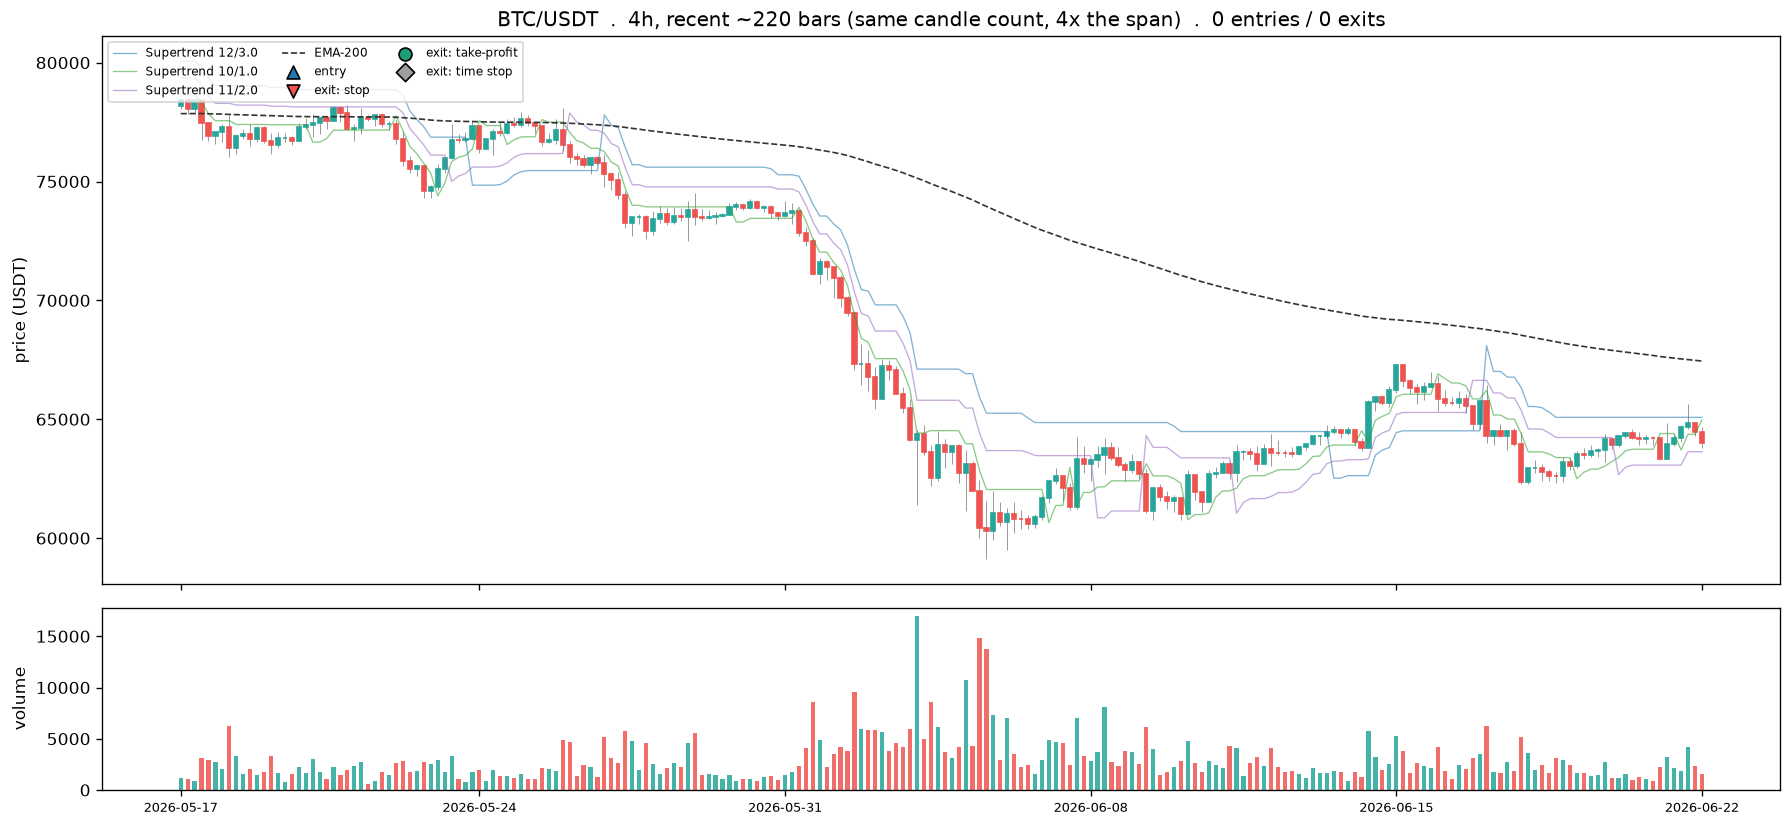 BTC/USDT . 4h, recent ~220 bars (same candle count, 4x the span) . 0 entries / 0 exits
Supertrend 12/3.0
Supertrend 10/1.0
Supertrend 11/2.0
EMA-200
entry
exit: stop
exit: take-profit
exit: time stop
price (USDT)
80000
75000
70000
65000
60000
volume
15000
10000
5000
0
2026-05-17
2026-05-24
2026-05-31
2026-06-08
2026-06-15
2026-06-22